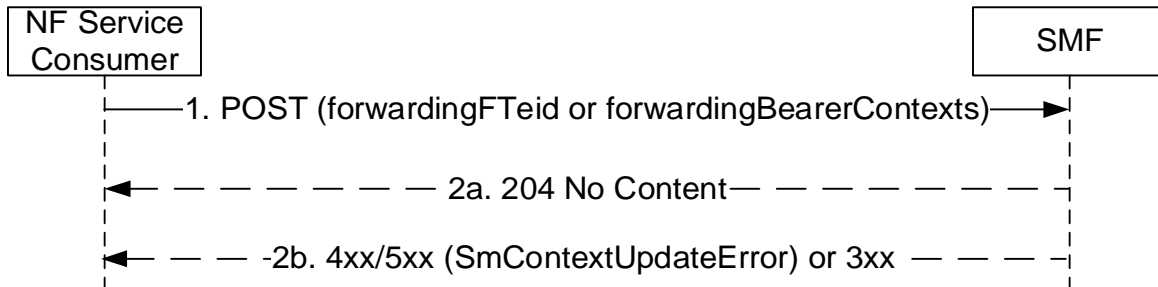 NF Service
Consumer
SMF
1. POST (forwardingFTeid or forwardingBearerContexts)
2a. 204 No Content
2b. 4xx/5xx (SmContextUpdateError) or 3xx